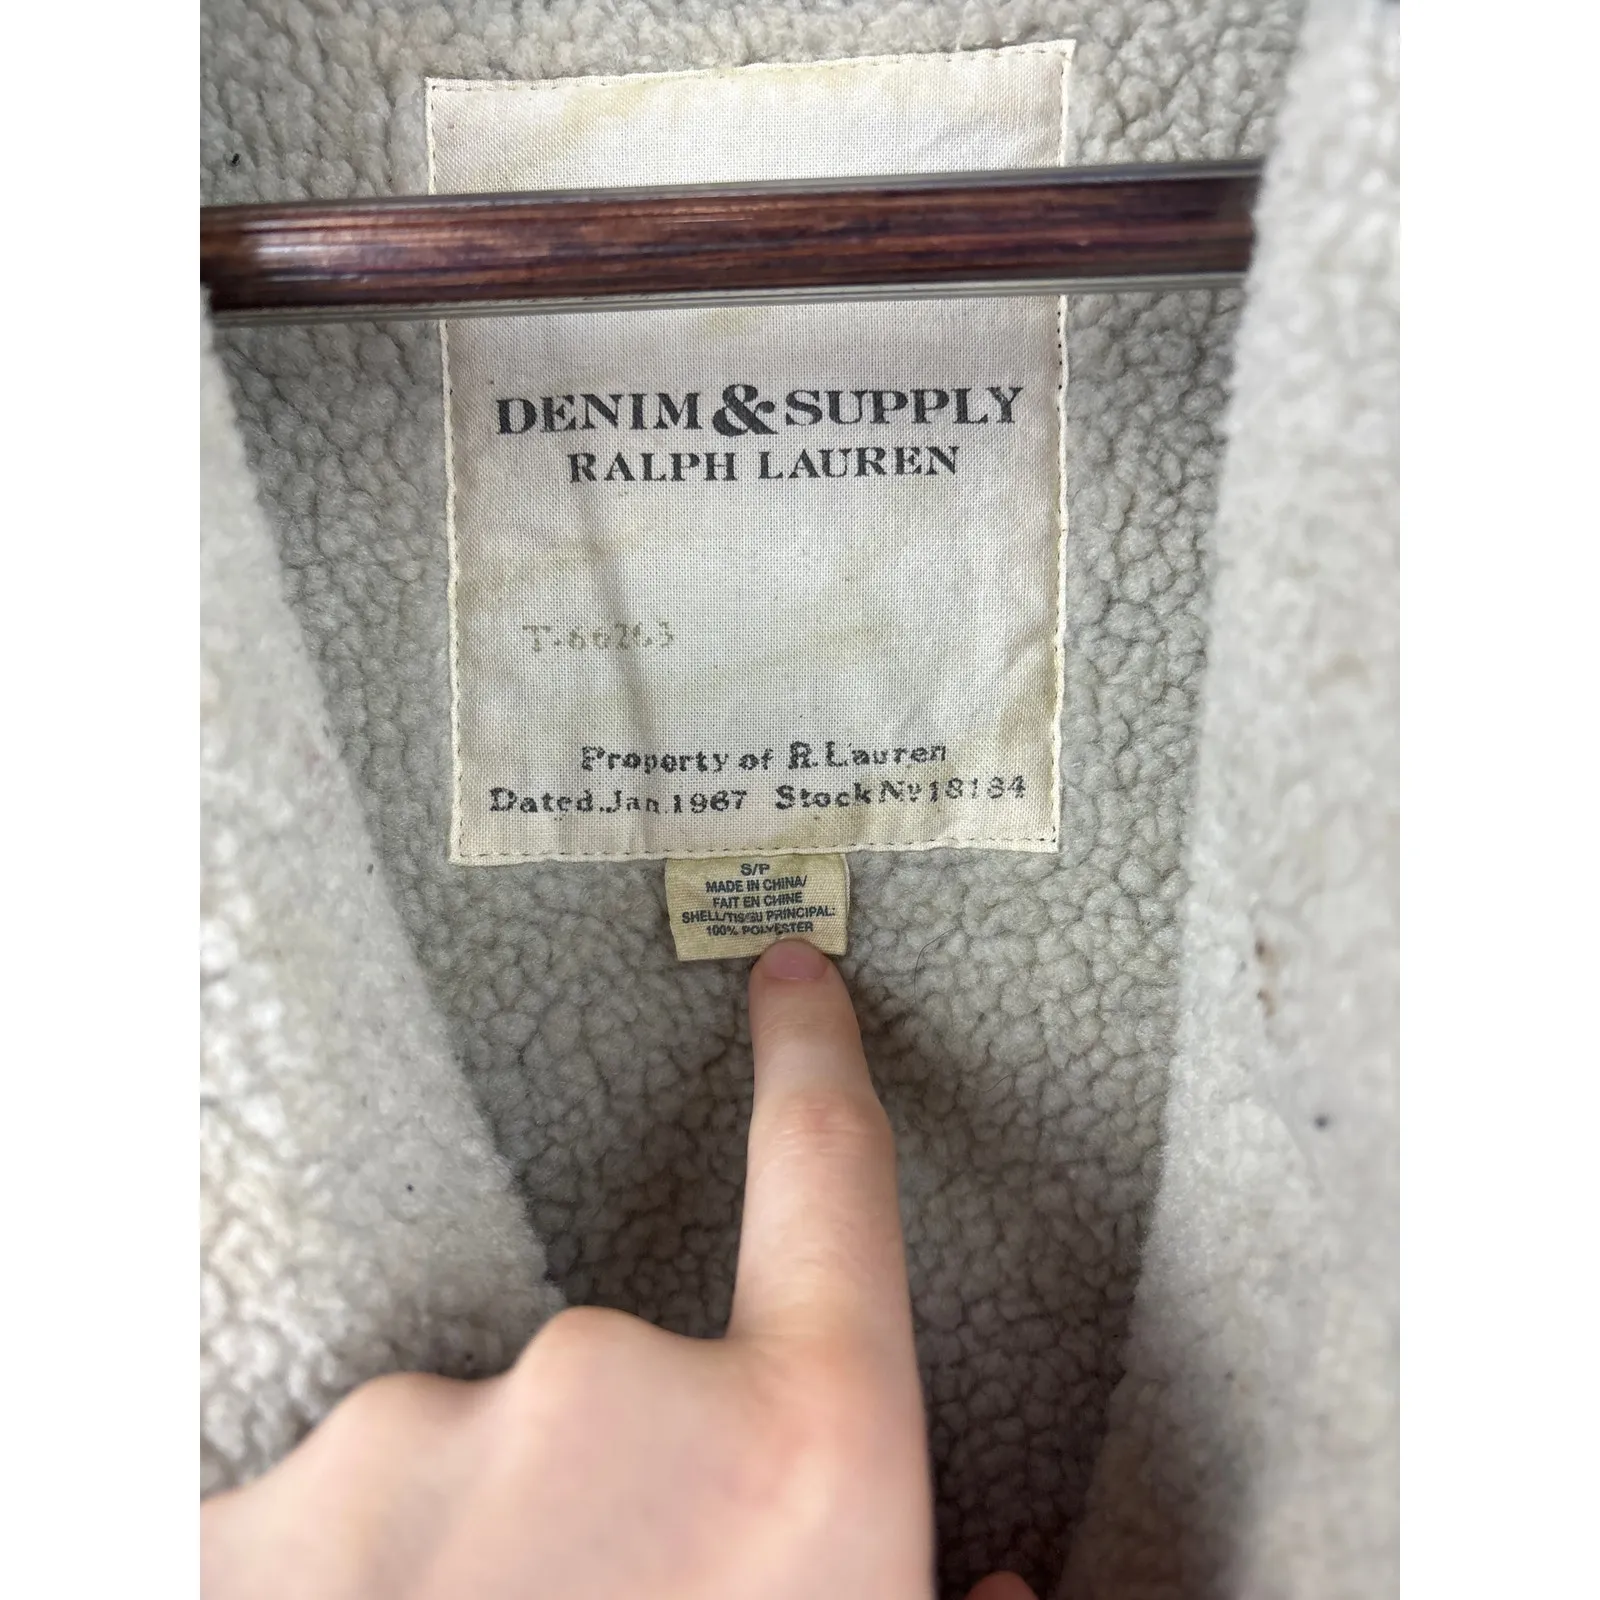 DENIM & SUPPLY
RALPH LAUREN
T-66263
Property of R. Lauren
Dated. Jan. 1967 Stock No 18184
S/P
MADE IN CHINA/
FAIT EN CHINE
SHELL/TISSU PRINCIPAL:
100% POLYESTER